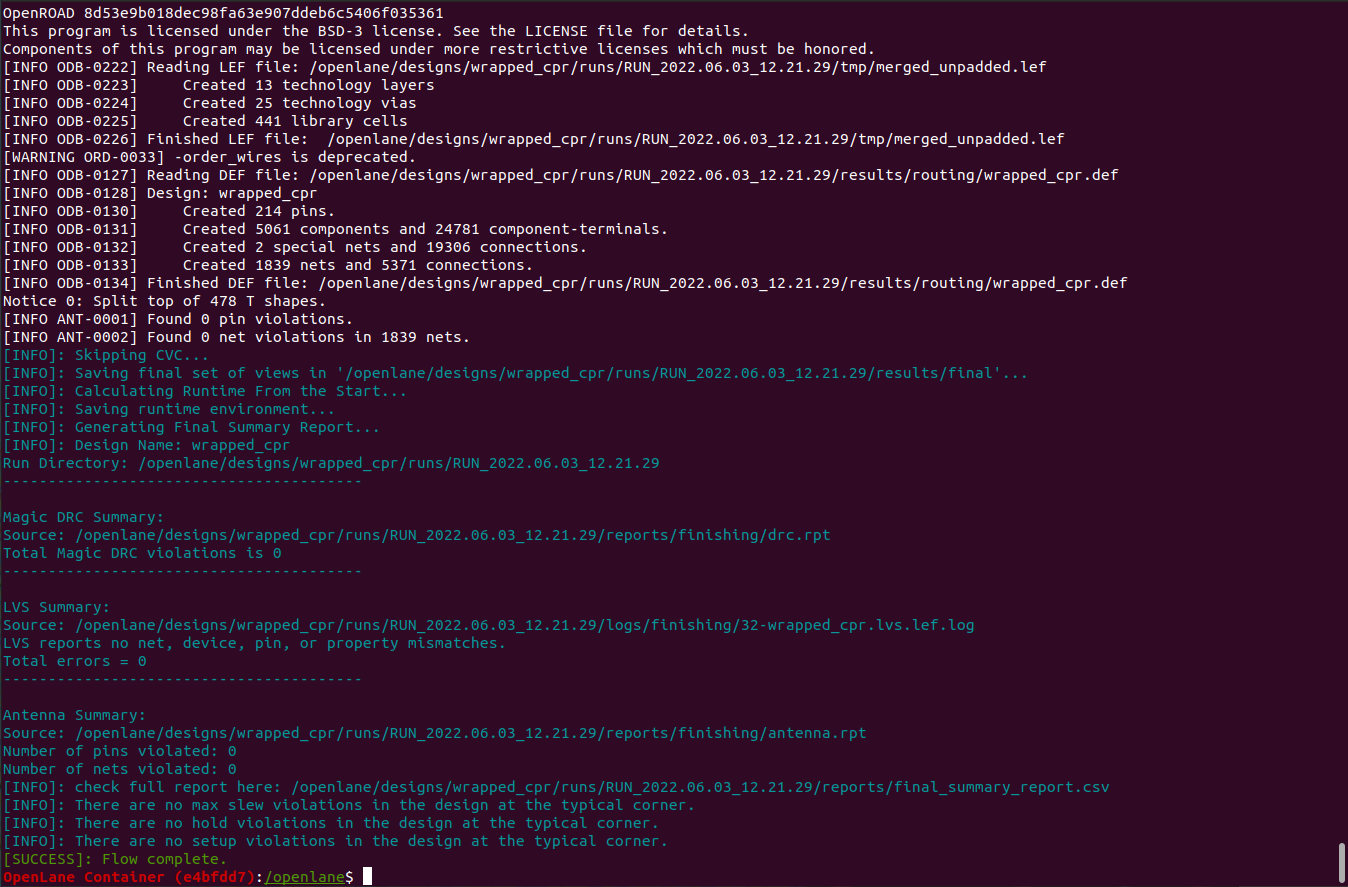 OpenROAD 8d53e9b018dec98fa63e907ddeb6c5406f035361
This program is licensed under the BSD-3 license. See the LICENSE file for details.
Components of this program may be licensed under more restrictive licenses which must be honored.
[INFO ODB-0222] Reading LEF file: /openlane/designs/wrapped_cpr/runs/RUN_2022.06.03_12.21.29/tmp/merged_unpadded.lef
[INFO ODB-0223]     Created 13 technology layers
[INFO ODB-0224]     Created 25 technology vias
[INFO ODB-0225]     Created 441 library cells
[INFO ODB-0226] Finished LEF file:  /openlane/designs/wrapped_cpr/runs/RUN_2022.06.03_12.21.29/tmp/merged_unpadded.lef
[WARNING ORD-0033] -order_wires is deprecated.
[INFO ODB-0127] Reading DEF file: /openlane/designs/wrapped_cpr/runs/RUN_2022.06.03_12.21.29/results/routing/wrapped_cpr.def
[INFO ODB-0128] Design: wrapped_cpr
[INFO ODB-0130]     Created 214 pins.
[INFO ODB-0131]     Created 5061 components and 24781 component-terminals.
[INFO ODB-0132]     Created 2 special nets and 19306 connections.
[INFO ODB-0133]     Created 1839 nets and 5371 connections.
[INFO ODB-0134] Finished DEF file: /openlane/designs/wrapped_cpr/runs/RUN_2022.06.03_12.21.29/results/routing/wrapped_cpr.def
Notice 0: Split top of 478 T shapes.
[INFO ANT-0001] Found 0 pin violations.
[INFO ANT-0002] Found 0 net violations in 1839 nets.
[INFO]: Skipping CVC...
[INFO]: Saving final set of views in '/openlane/designs/wrapped_cpr/runs/RUN_2022.06.03_12.21.29/results/final'...
[INFO]: Calculating Runtime From the Start...
[INFO]: Saving runtime environment...
[INFO]: Generating Final Summary Report...
[INFO]: Design Name: wrapped_cpr
Run Directory: /openlane/designs/wrapped_cpr/runs/RUN_2022.06.03_12.21.29
----------------------------------------
Magic DRC Summary:
Source: /openlane/designs/wrapped_cpr/runs/RUN_2022.06.03_12.21.29/reports/finishing/drc.rpt
Total Magic DRC violations is 0
----------------------------------------
LVS Summary:
Source: /openlane/designs/wrapped_cpr/runs/RUN_2022.06.03_12.21.29/logs/finishing/32-wrapped_cpr.lvs.lef.log
LVS reports no net, device, pin, or property mismatches.
Total errors = 0
----------------------------------------
Antenna Summary:
Source: /openlane/designs/wrapped_cpr/runs/RUN_2022.06.03_12.21.29/reports/finishing/antenna.rpt
Number of pins violated: 0
Number of nets violated: 0
[INFO]: check full report here: /openlane/designs/wrapped_cpr/runs/RUN_2022.06.03_12.21.29/reports/final_summary_report.csv
[INFO]: There are no max slew violations in the design at the typical corner.
[INFO]: There are no hold violations in the design at the typical corner.
[INFO]: There are no setup violations in the design at the typical corner.
[SUCCESS]: Flow complete.
OpenLane Container (e4bfdd7):/openlane$